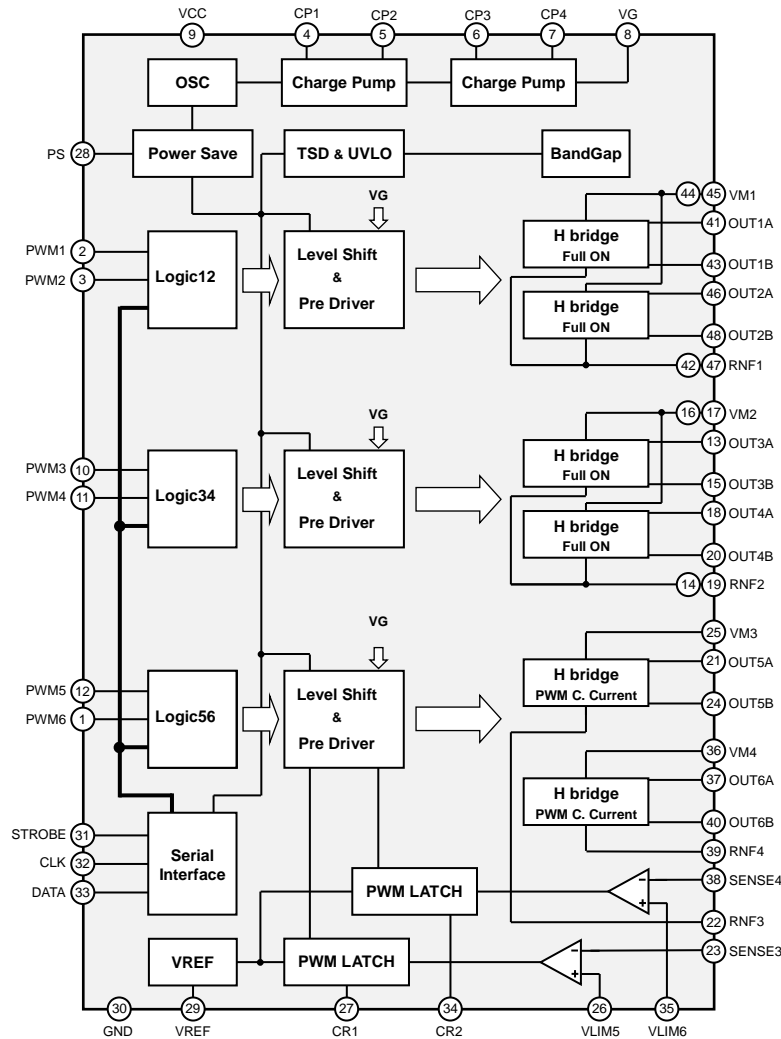 VCC CP1 CP2 CP3 CP4 VG
9 4 5 6 7 8
OSC Charge Pump Charge Pump
PS 28 Power Save TSD & UVLO BandGap
VG
44 45 VM1
PWM1 2
41 OUT1A
H bridge
Full ON
PWM2 3
Logic12
Level Shift
&
Pre Driver
43 OUT1B
46 OUT2A
H bridge
Full ON
48 OUT2B
42 47 RNF1
VG
16 17 VM2
13 OUT3A
H bridge
Full ON
PWM3 10
PWM4 11
Logic34
Level Shift
&
Pre Driver
15 OUT3B
18 OUT4A
H bridge
Full ON
20 OUT4B
14 19 RNF2
VG
25 VM3
21 OUT5A
H bridge
PWM C. Current
24 OUT5B
PWM5 12
PWM6 1
Logic56
Level Shift
&
Pre Driver
36 VM4
37 OUT6A
H bridge
PWM C. Current
40 OUT6B
39 RNF4
STROBE 31
CLK 32
DATA 33
Serial
Interface
PWM LATCH
-
+
38 SENSE4
22 RNF3
VREF PWM LATCH
-
+
23 SENSE3
30 29 27 34 26 35
GND VREF CR1 CR2 VLIM5 VLIM6